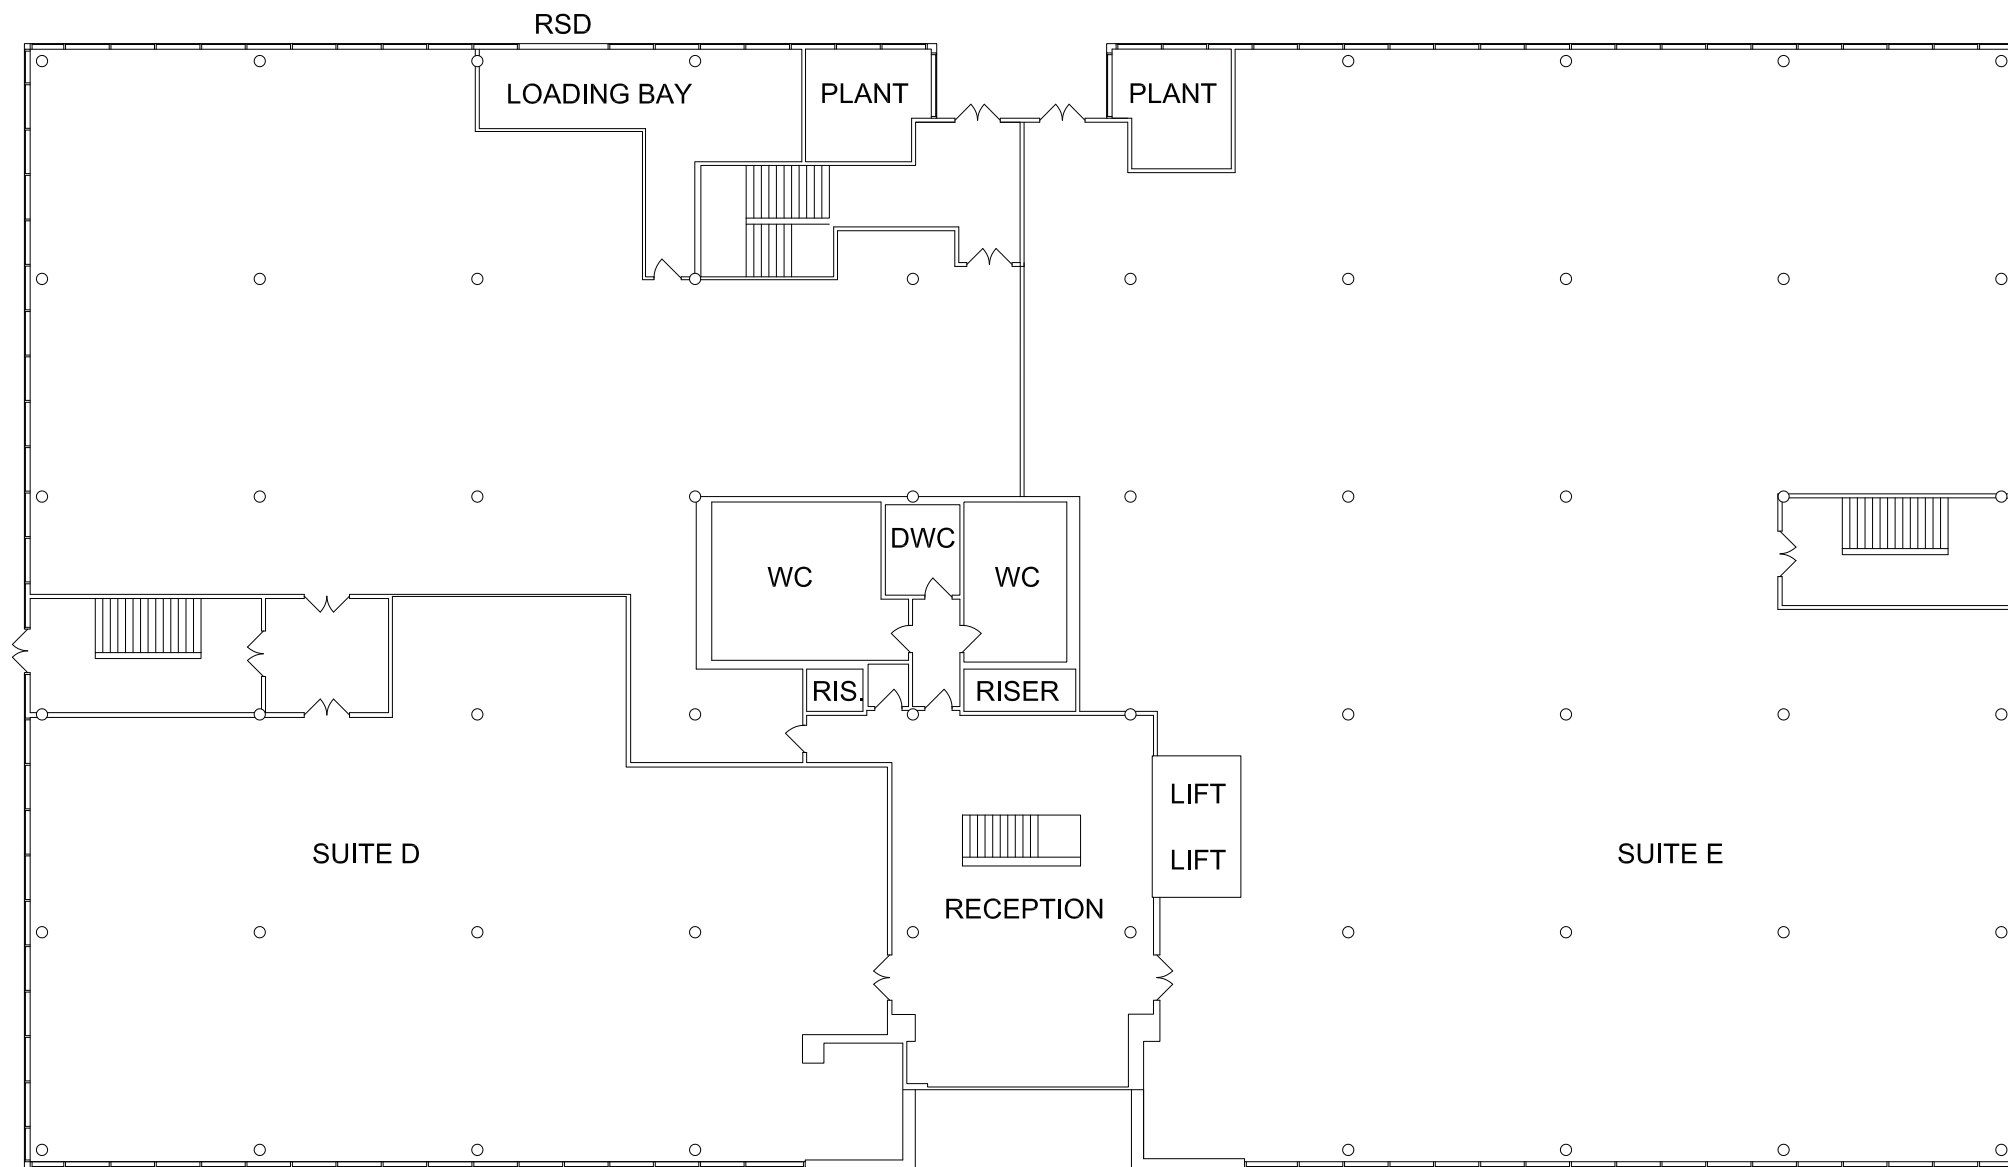 RSD
LOADING BAY
PLANT
PLANT
DWC
WC
WC
RIS.
RISER
LIFT
SUITE D
LIFT
SUITE E
RECEPTION